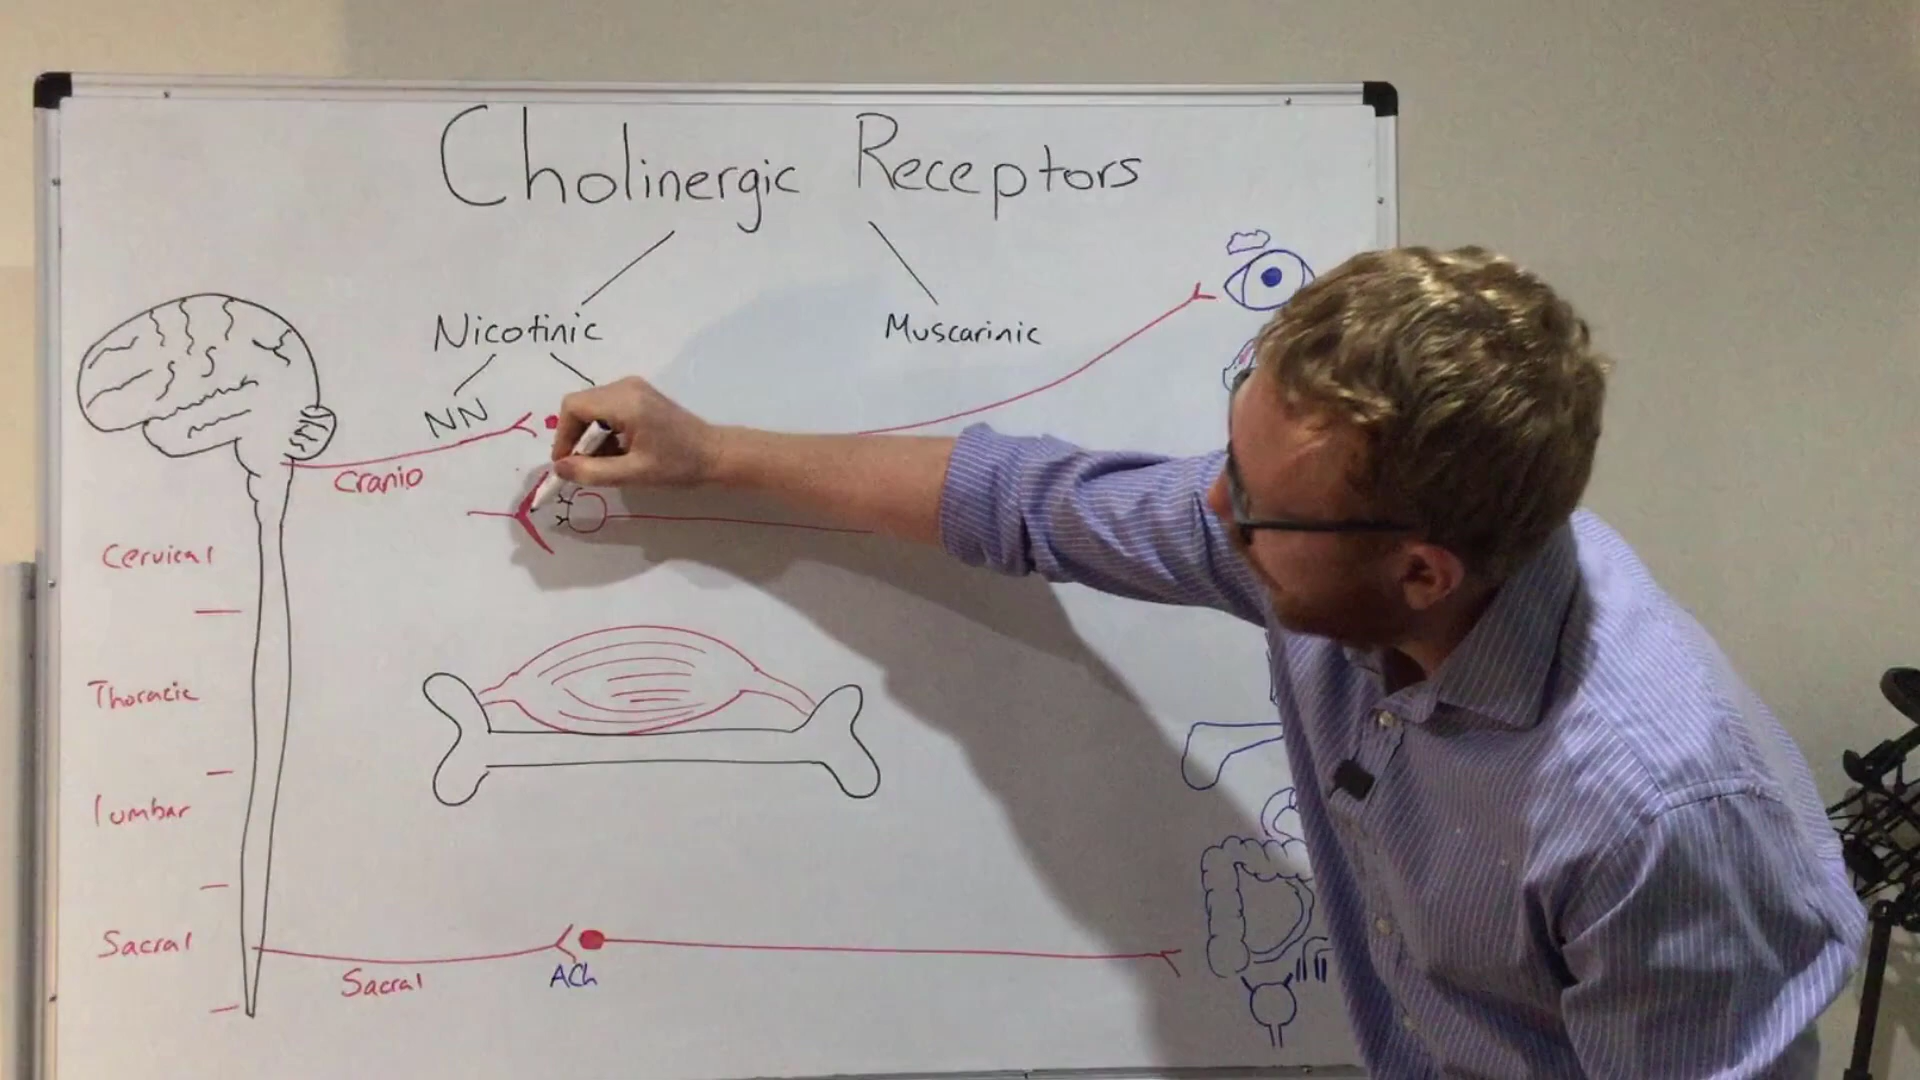 Cholinergic Receptors
Nicotinic
Muscarinic
NN
Cranio
Cervical
Thoracic
lumbar
Sacral
Sacral
ACh